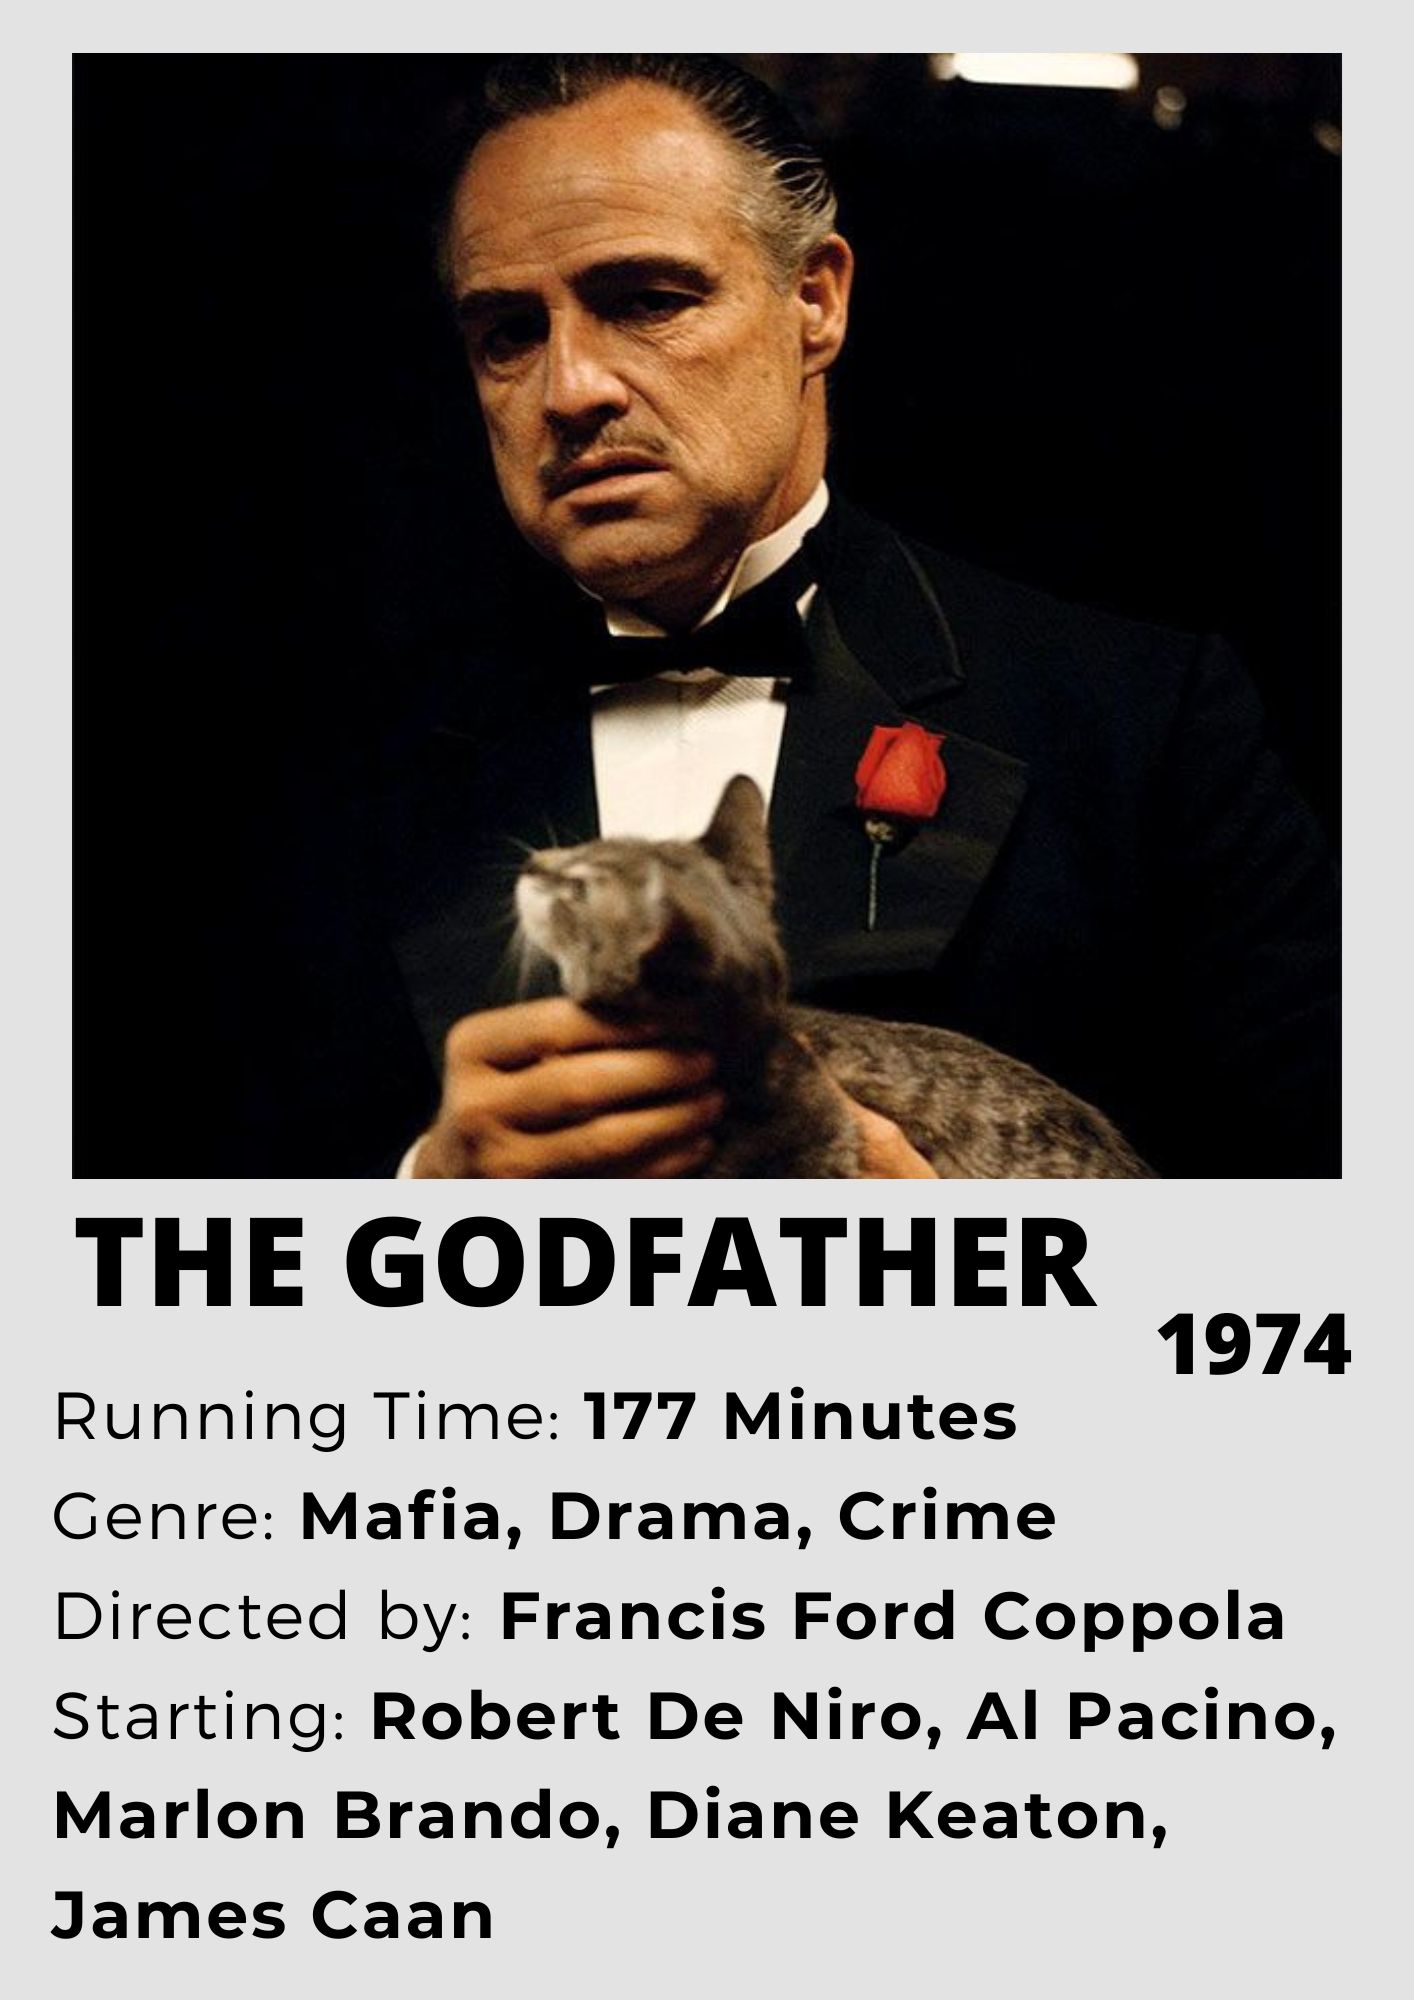 THE GODFATHER
1974
Running Time: 177 Minutes
Genre: Mafia, Drama, Crime
Directed by: Francis Ford Coppola
Starting: Robert De Niro, Al Pacino,
Marlon Brando, Diane Keaton,
James Caan